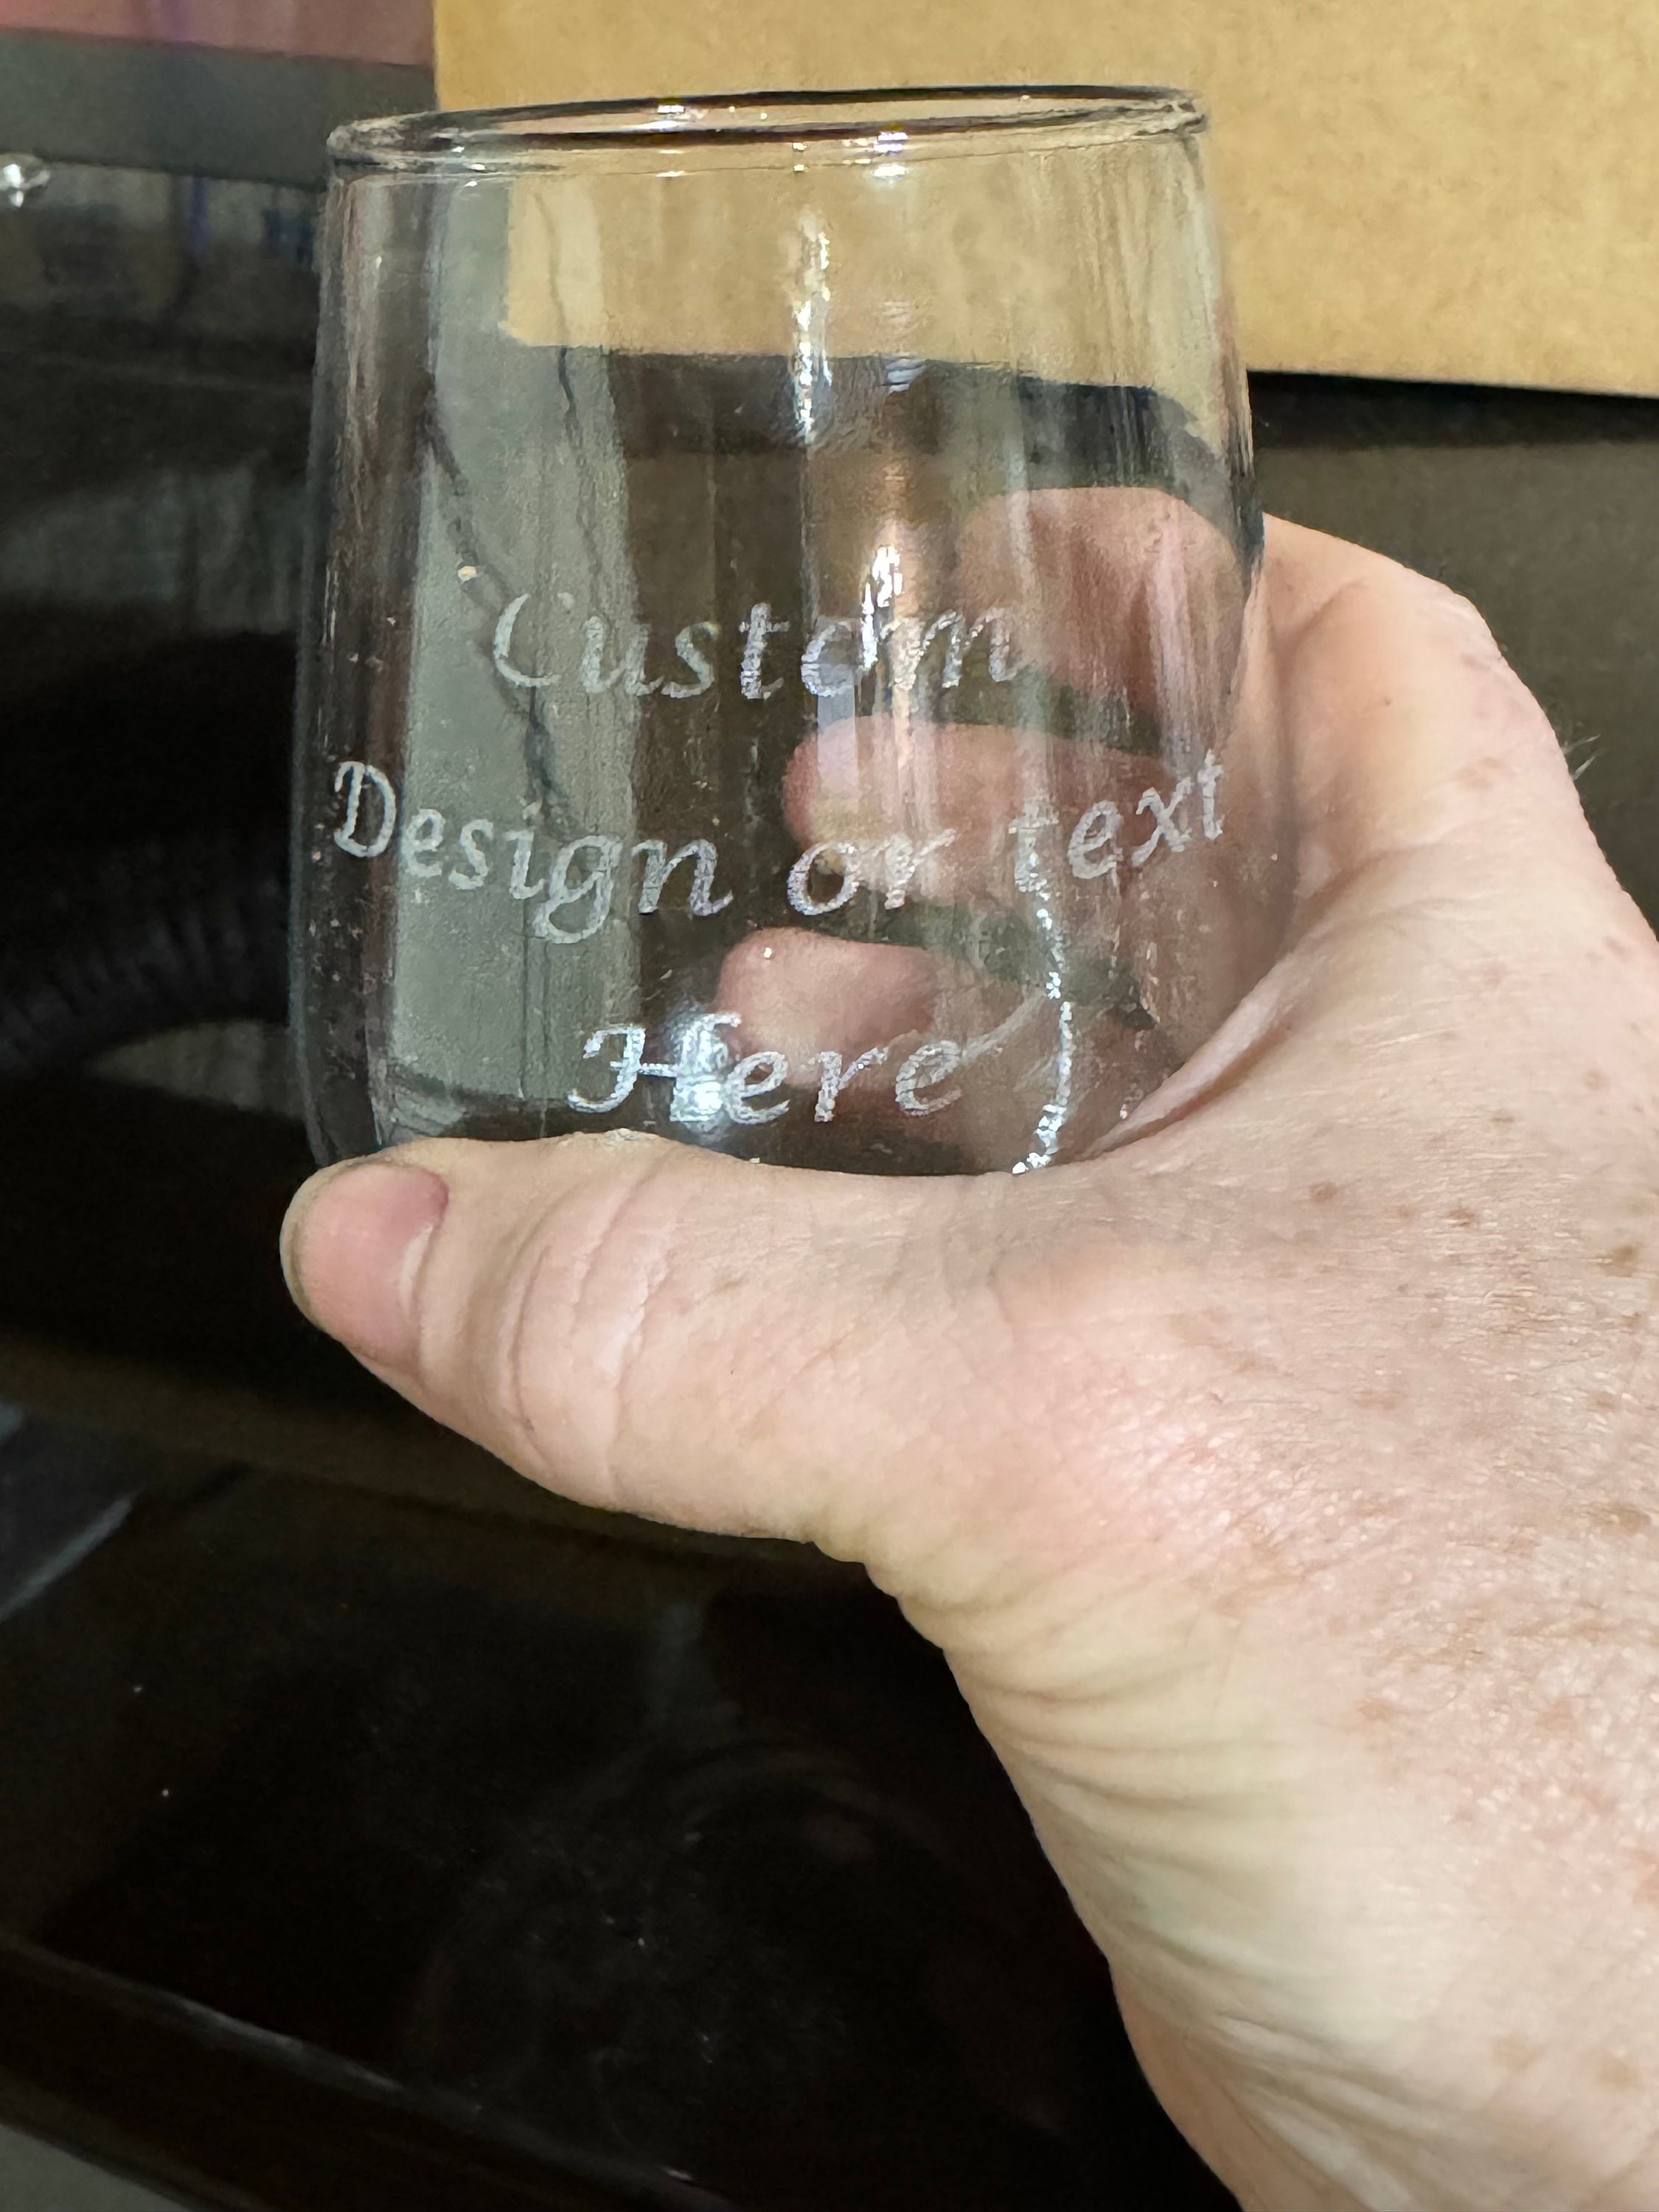 Custom
Design or text
Here